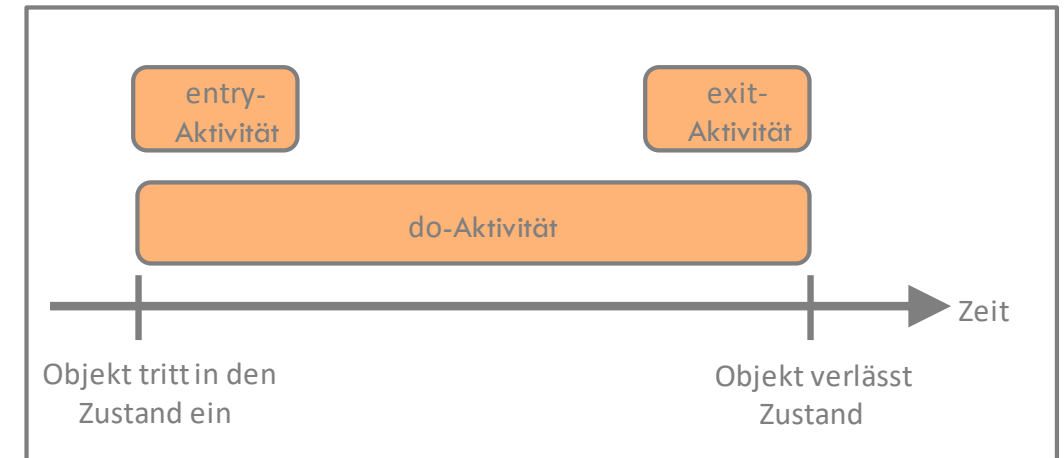 entry-
Aktivität
exit-
Aktivität
do-Aktivität
Zeit
Objekt tritt in den
Zustand ein
Objekt verlässt
Zustand